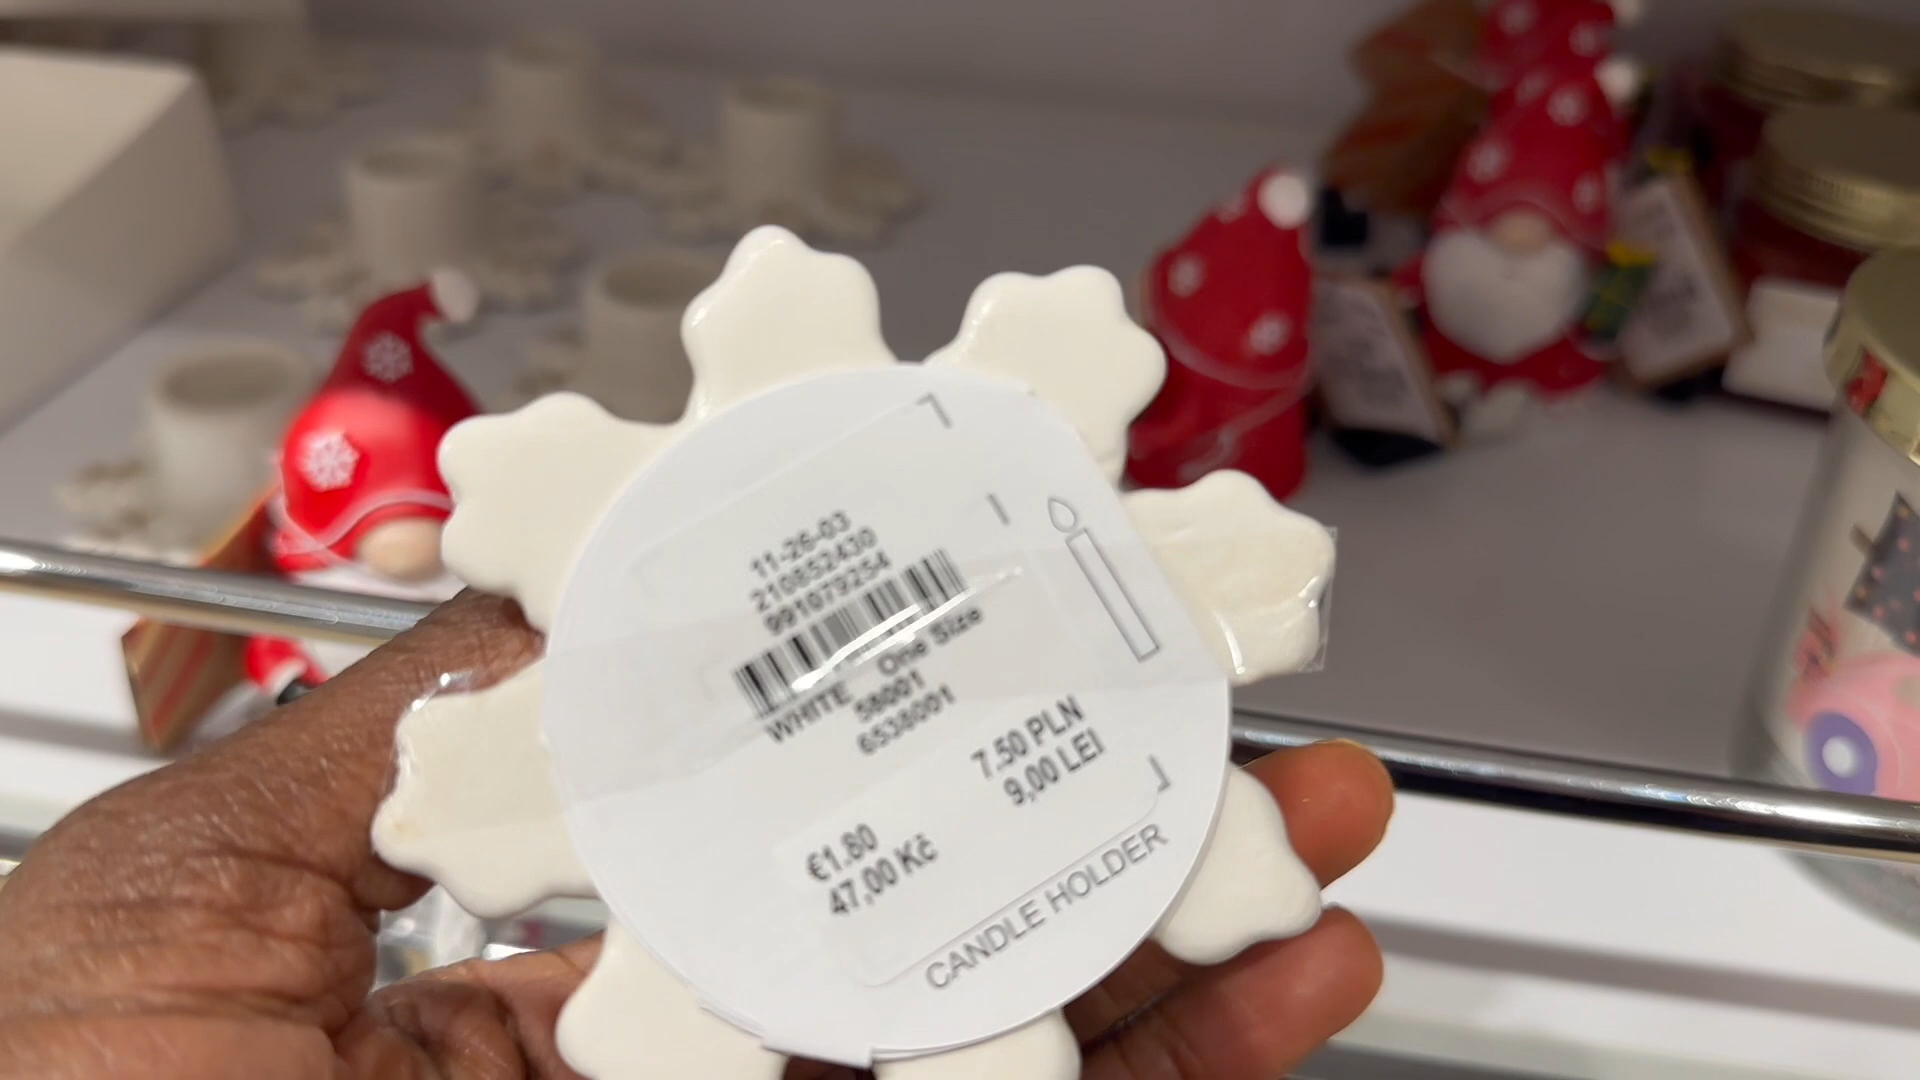 11-26-03
210852430
991079254
WHITE One Size
58001
6538001
7.50 PLN
9,00 LEI
€1.80
47,00 Kč
CANDLE HOLDER